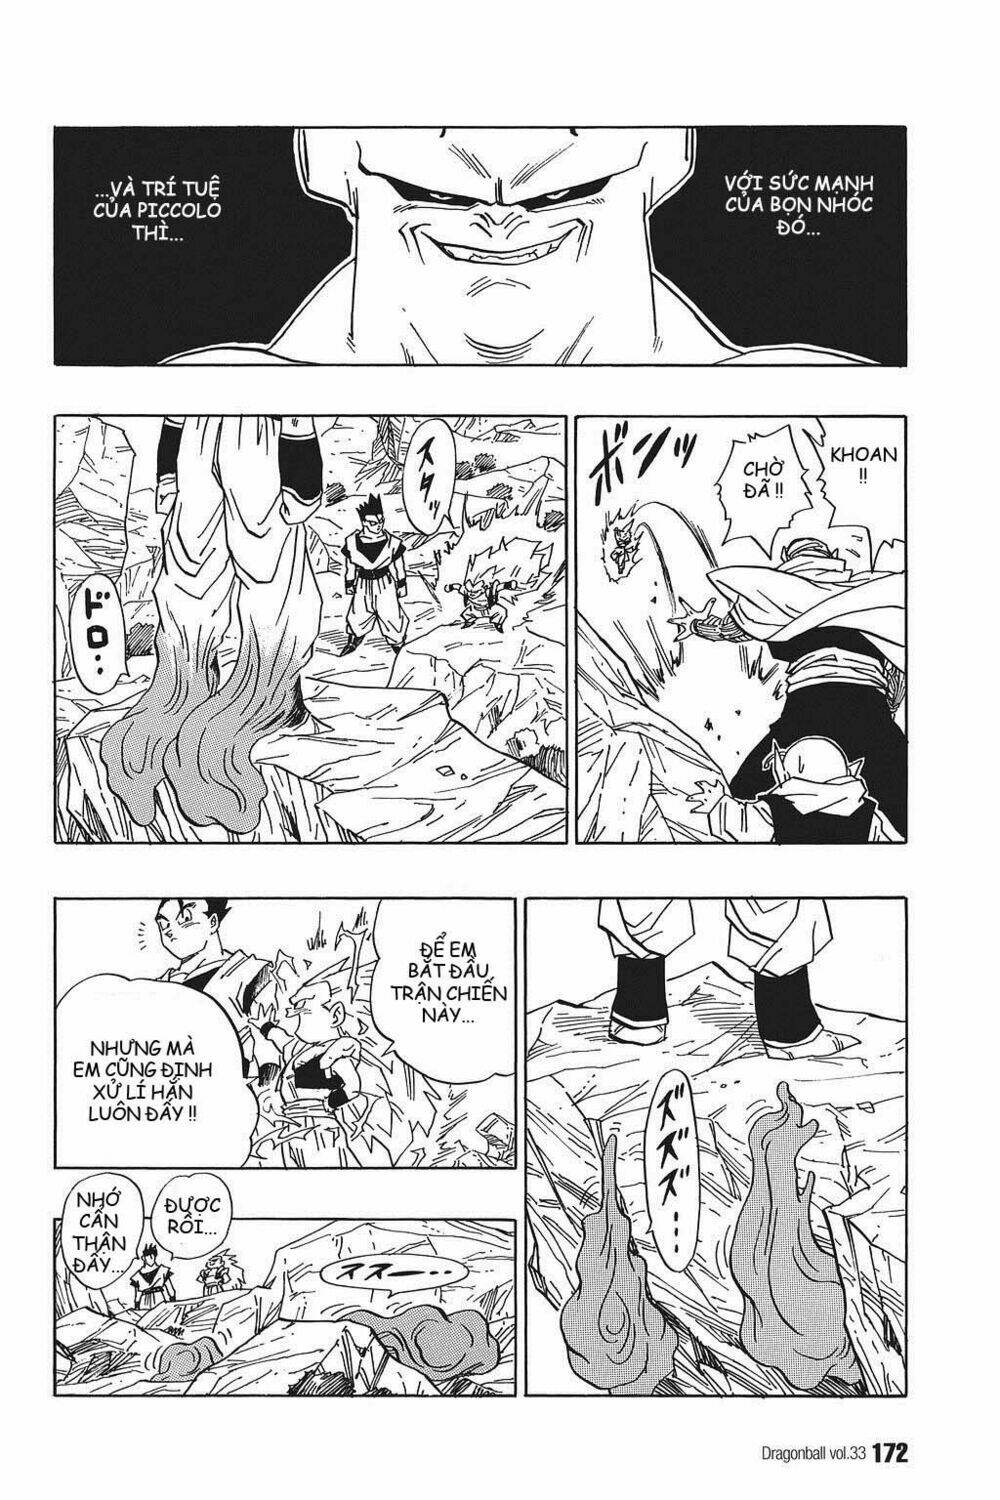 VỚI SỨC MẠNH
CỦA BỌN NHÓC
ĐÓ...
...VÀ TRÍ TUỆ
CỦA PICCOLO
THÌ...
KHOAN
!!
CHỜ
ĐÃ !!
ボンッ
スタッ
ドロ・・
ズズズ・・・
ĐỂ EM
BẮT ĐẦU
TRẬN CHIẾN
NÀY...
NHƯNG MÀ
EM CŨNG ĐỊNH
XỬ LÍ HẮN
LUÔN ĐẤY !!
ĐƯỢC
RỒI...
NHỚ
CẨN
THẬN
ĐẤY...
ススー・・
Dragonball vol.33 172